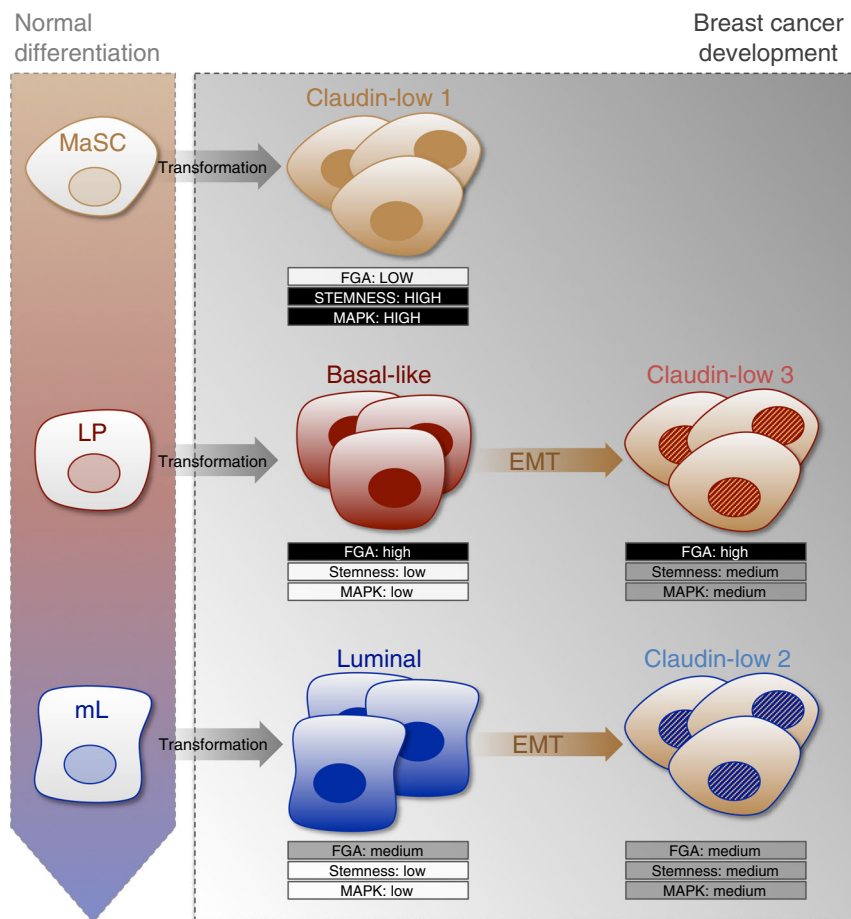 Normal
differentiation
Breast cancer
development
Claudin-low 1
MaSC
Transformation
FGA: LOW
STEMNESS: HIGH
MAPK: HIGH
Basal-like
Claudin-low 3
LP
Transformation
EMT
FGA: high
Stemness: low
MAPK: low
FGA: high
Stemness: medium
MAPK: medium
Luminal
Claudin-low 2
mL
Transformation
EMT
FGA: medium
Stemness: low
MAPK: low
FGA: medium
Stemness: medium
MAPK: medium